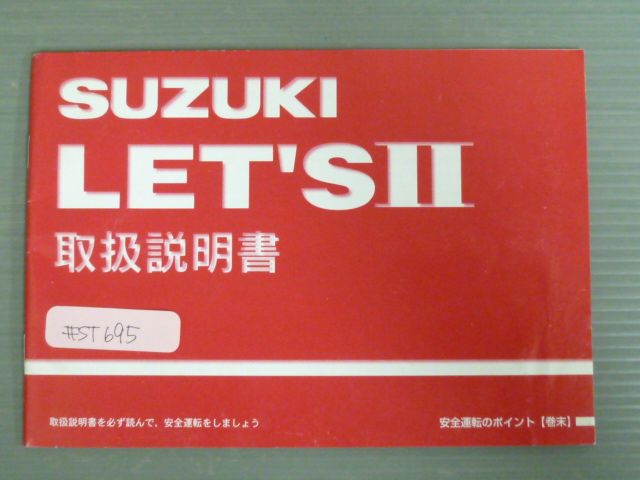 SUZUKI
LET'S II
取扱説明書
#ST695
取扱説明書を必ず読んで、安全運転をしましょう
安全運転のポイント【巻末】